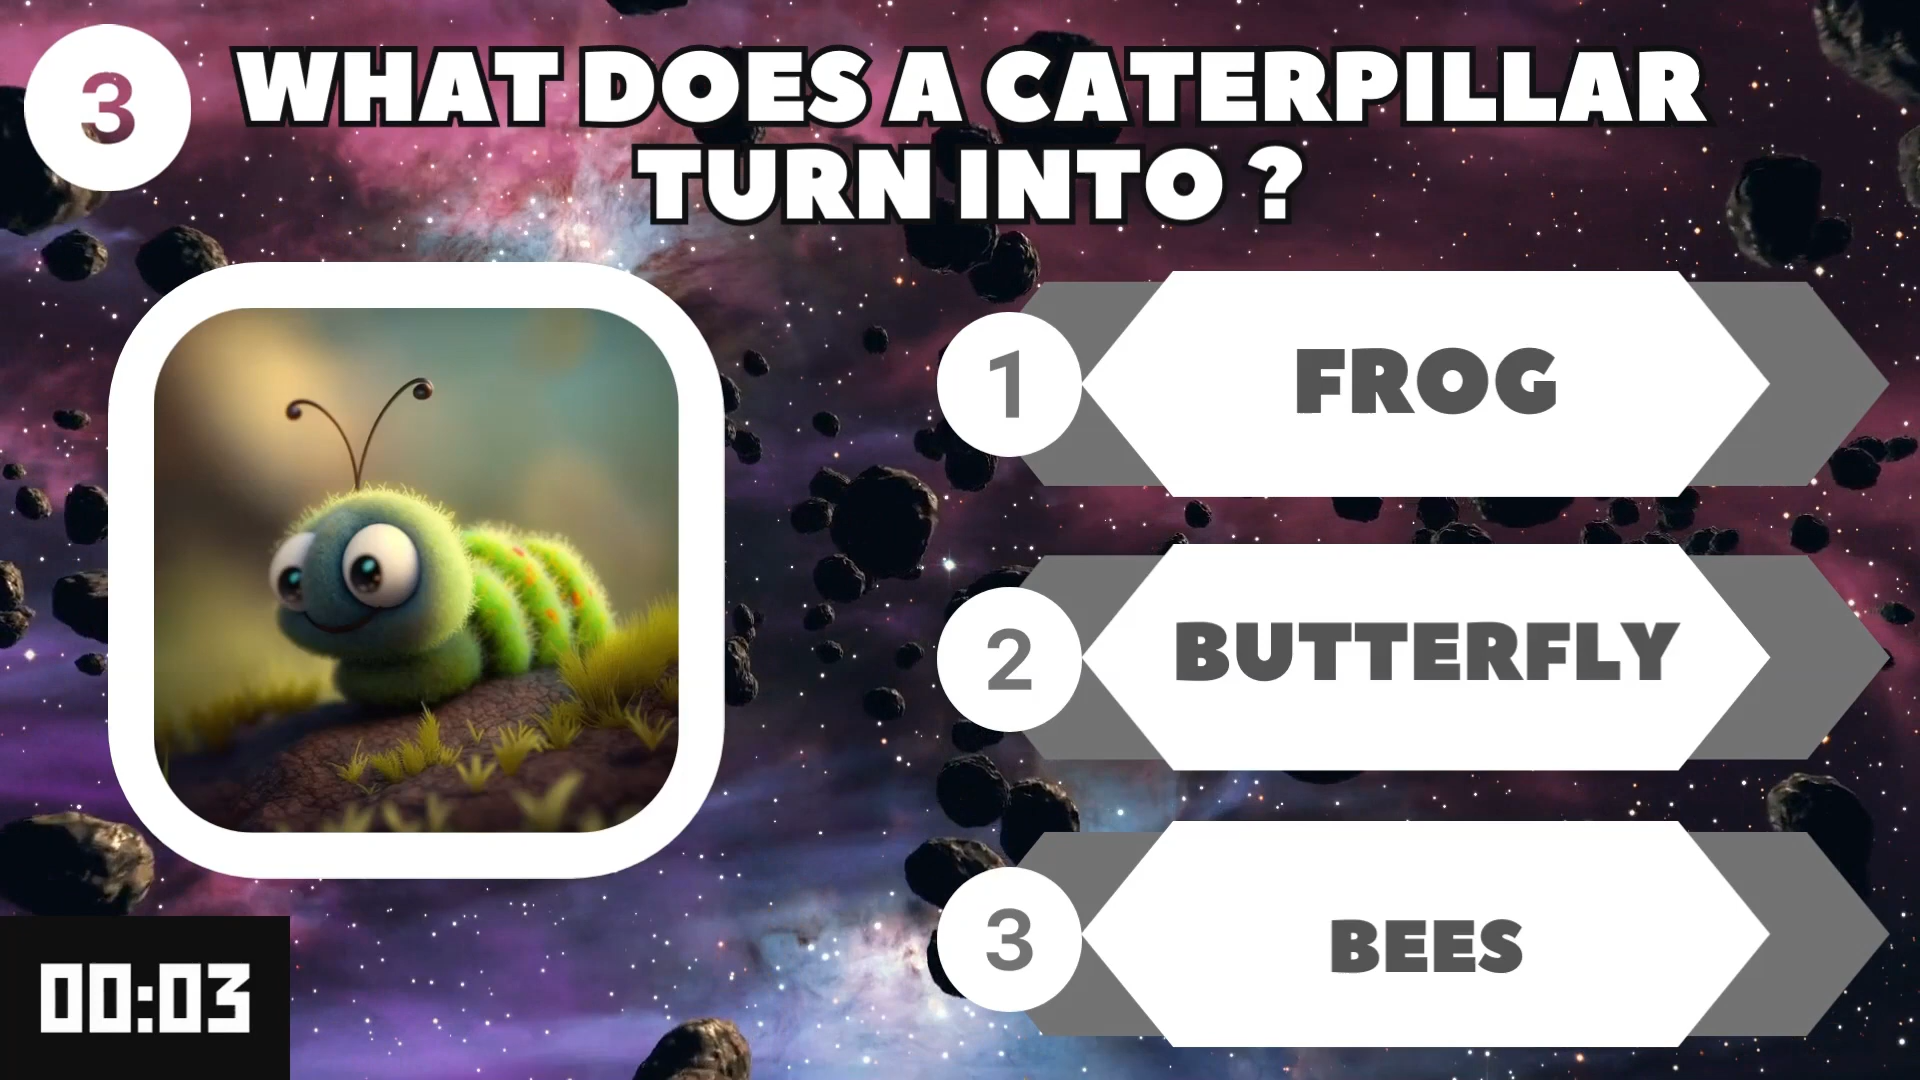 3
WHAT DOES A CATERPILLAR
TURN INTO ?
1
FROG
2
BUTTERFLY
3
BEES
00:03